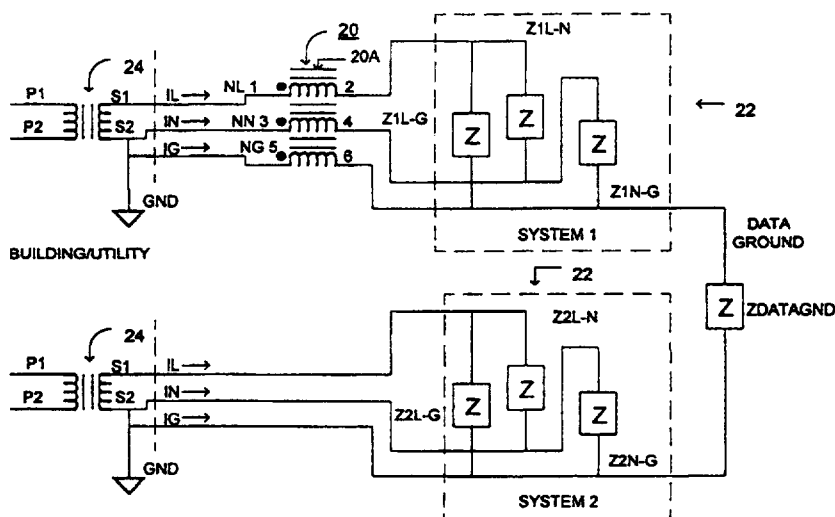 20
Z1L-N
24
20A
P1
S1
IL
NL 1
2
22
P2
S2
IN
NN 3
4
Z1L-G
Z
Z
Z
IG
NG 5
6
Z1N-G
GND
DATA
GROUND
SYSTEM 1
BUILDING/UTILITY
22
Z
ZDATAGND
24
Z2L-N
P1
S1
IL
P2
S2
IN
Z2L-G
Z
Z
Z
IG
Z2N-G
GND
SYSTEM 2